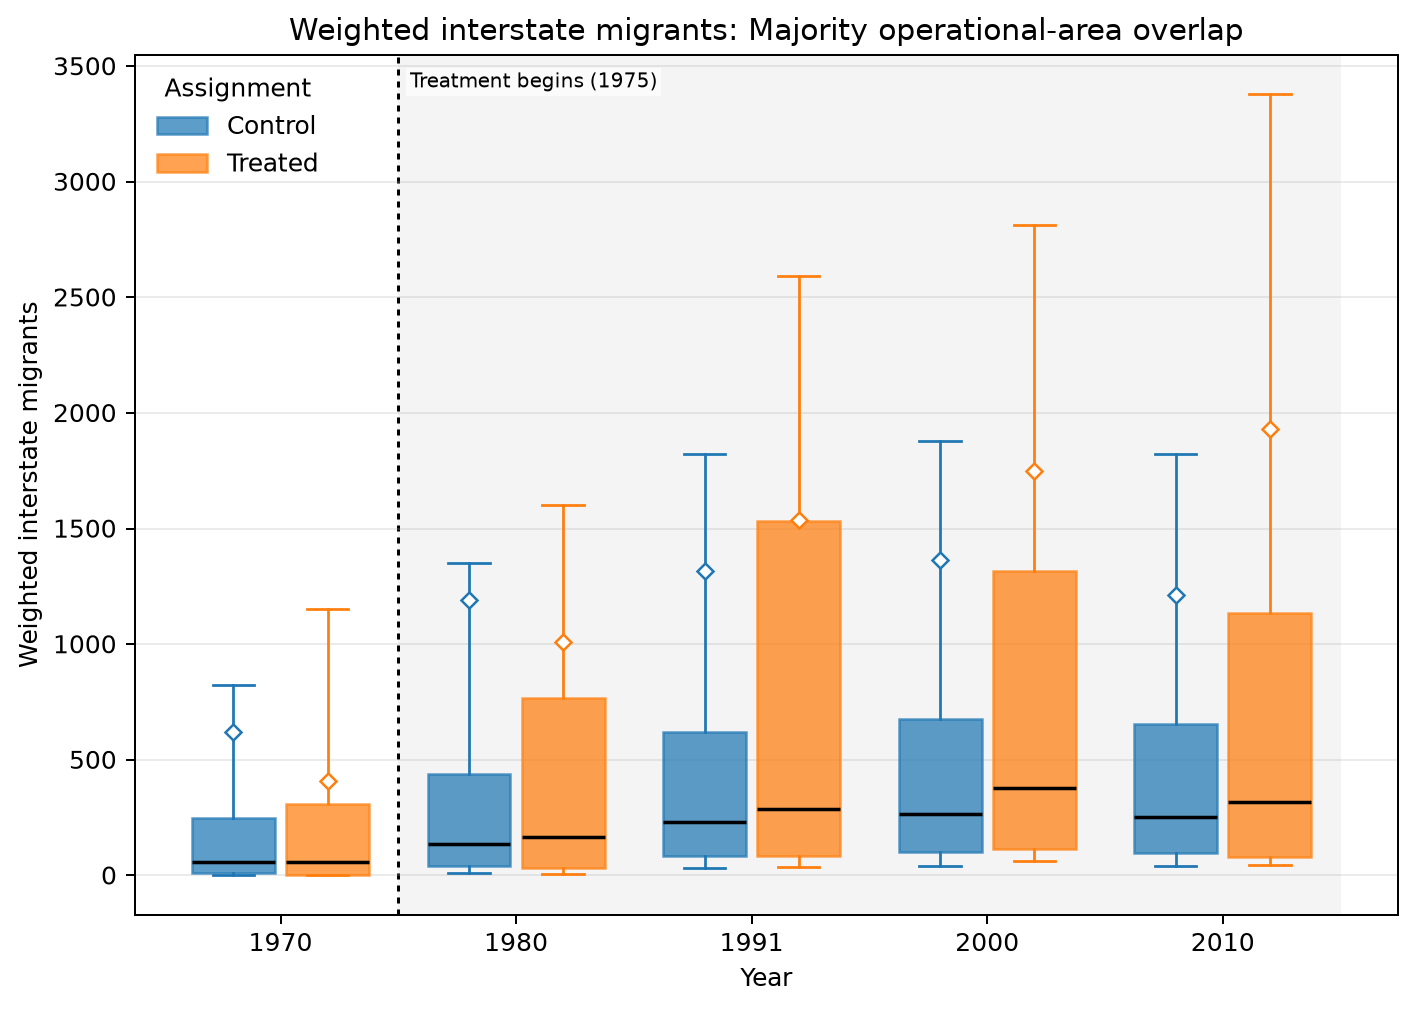 Weighted interstate migrants: Majority operational-area overlap
Treatment begins (1975)
Assignment
Control
Treated
Weighted interstate migrants
3500
3000
2500
2000
1500
1000
500
0
1970
1980
1991
2000
2010
Year